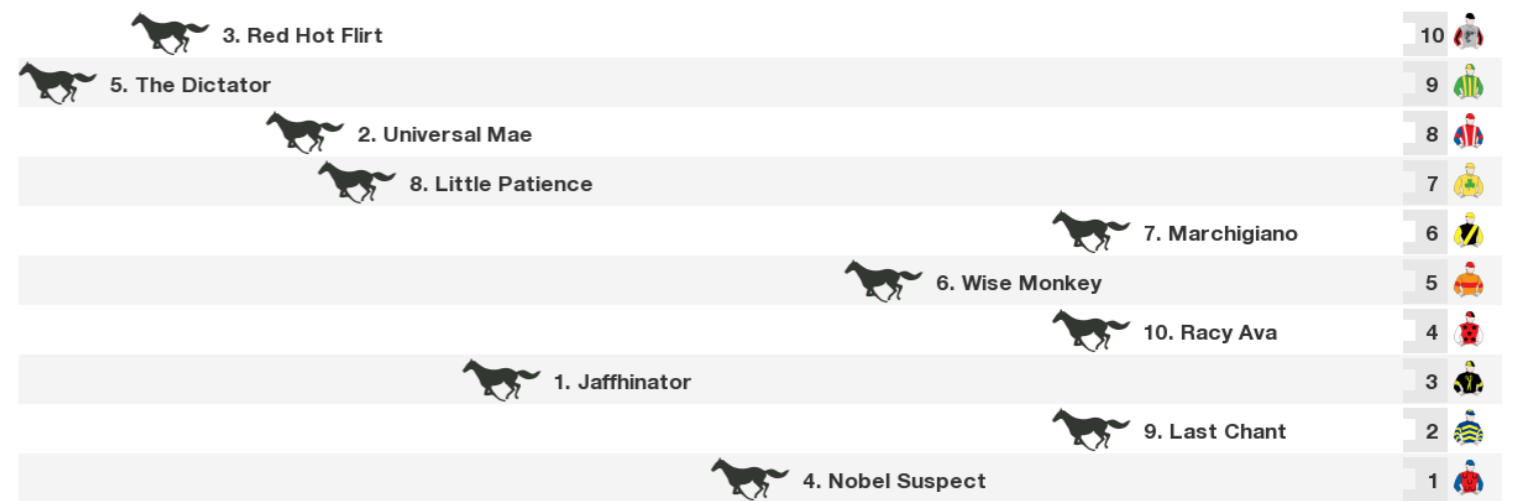 3. Red Hot Flirt 10
5. The Dictator 9
2. Universal Mae 8
8. Little Patience 7
7. Marchigiano 6
6. Wise Monkey 5
10. Racy Ava 4
1. Jaffhinator 3
9. Last Chant 2
4. Nobel Suspect 1